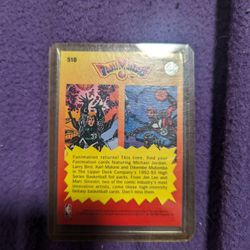 510
FaniMation
Fanimation returns! This time, find your
Fanimation cards featuring Michael Jordan,
Larry Bird, Karl Malone and Dikembe Mutombo
in The Upper Deck Company's 1992-93 High
Series Basketball foil packs. From Jim Lee and
Marc Silvestri, two of the comic industry's most
innovative artists, come these high intensity
fantasy basketball cards. Don't miss them.